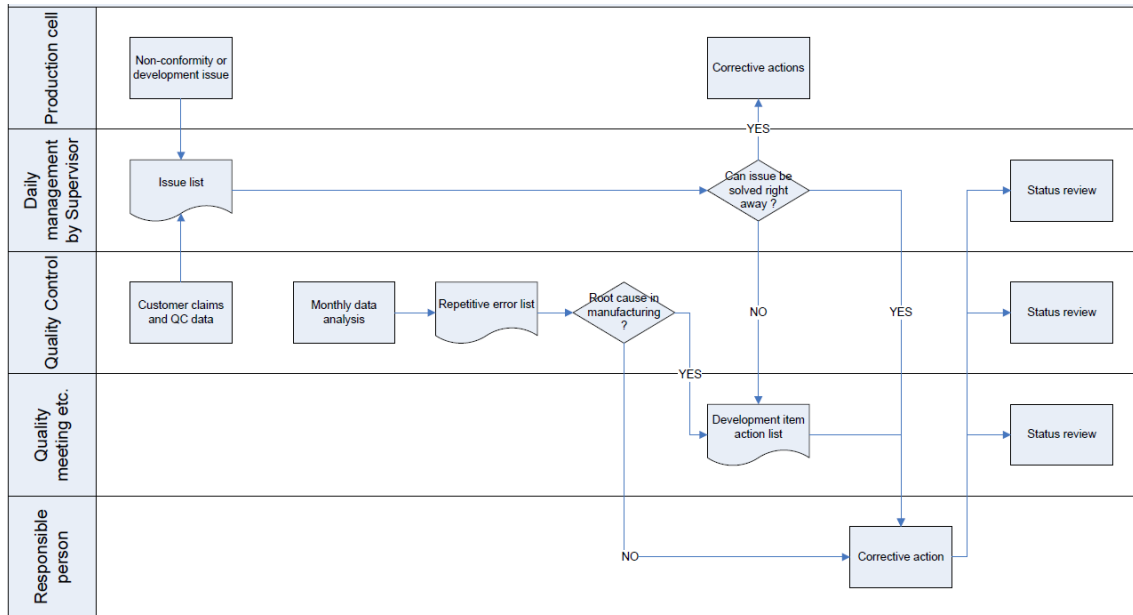 Production cell
Non-conformity or
development issue
Corrective actions
YES
Daily
management
by Supervisor
Issue list
Can issue be
solved right
away ?
Status review
Quality Control
Customer claims
and QC data
Monthly data
analysis
Repetitive error list
Root cause in
manufacturing
?
NO
YES
Status review
YES
Quality
meeting etc.
Development item
action list
Status review
Responsible
person
NO
Corrective action